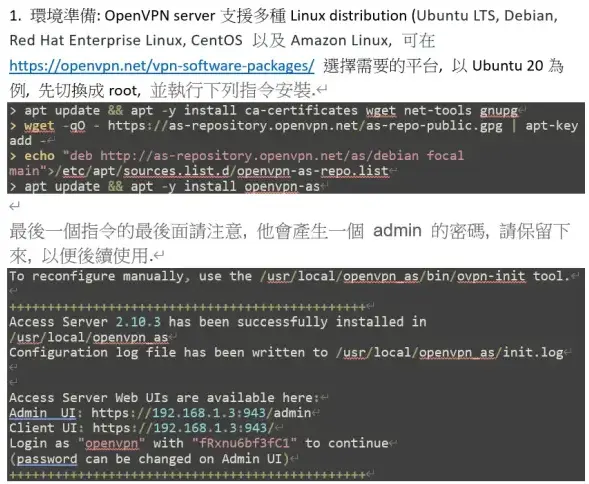 1. 環境準備: OpenVPN server 支援多種 Linux distribution (Ubuntu LTS, Debian,
Red Hat Enterprise Linux, CentOS 以及 Amazon Linux, 可在
https://openvpn.net/vpn-software-packages/ 選擇需要的平台, 以 Ubuntu 20 為
例, 先切換成 root, 並執行下列指令安裝.
> apt update && apt -y install ca-certificates wget net-tools gnupg
> wget -qO - https://as-repository.openvpn.net/as-repo-public.gpg | apt-key
add -
> echo "deb http://as-repository.openvpn.net/as/debian focal
main">/etc/apt/sources.list.d/openvpn-as-repo.list
> apt update && apt -y install openvpn-as
最後一個指令的最後面請注意, 他會產生一個 admin 的密碼, 請保留下
來, 以便後續使用.
To reconfigure manually, use the /usr/local/openvpn_as/bin/ovpn-init tool.
+++++++++++++++++++++++++++++++++++++++++++++++
Access Server 2.10.3 has been successfully installed in
/usr/local/openvpn_as
Configuration log file has been written to /usr/local/openvpn_as/init.log
Access Server Web UIs are available here:
Admin  UI: https://192.168.1.3:943/admin
Client UI: https://192.168.1.3:943/
Login as "openvpn" with "fRxnu6bf3fC1" to continue
(password can be changed on Admin UI)
+++++++++++++++++++++++++++++++++++++++++++++++